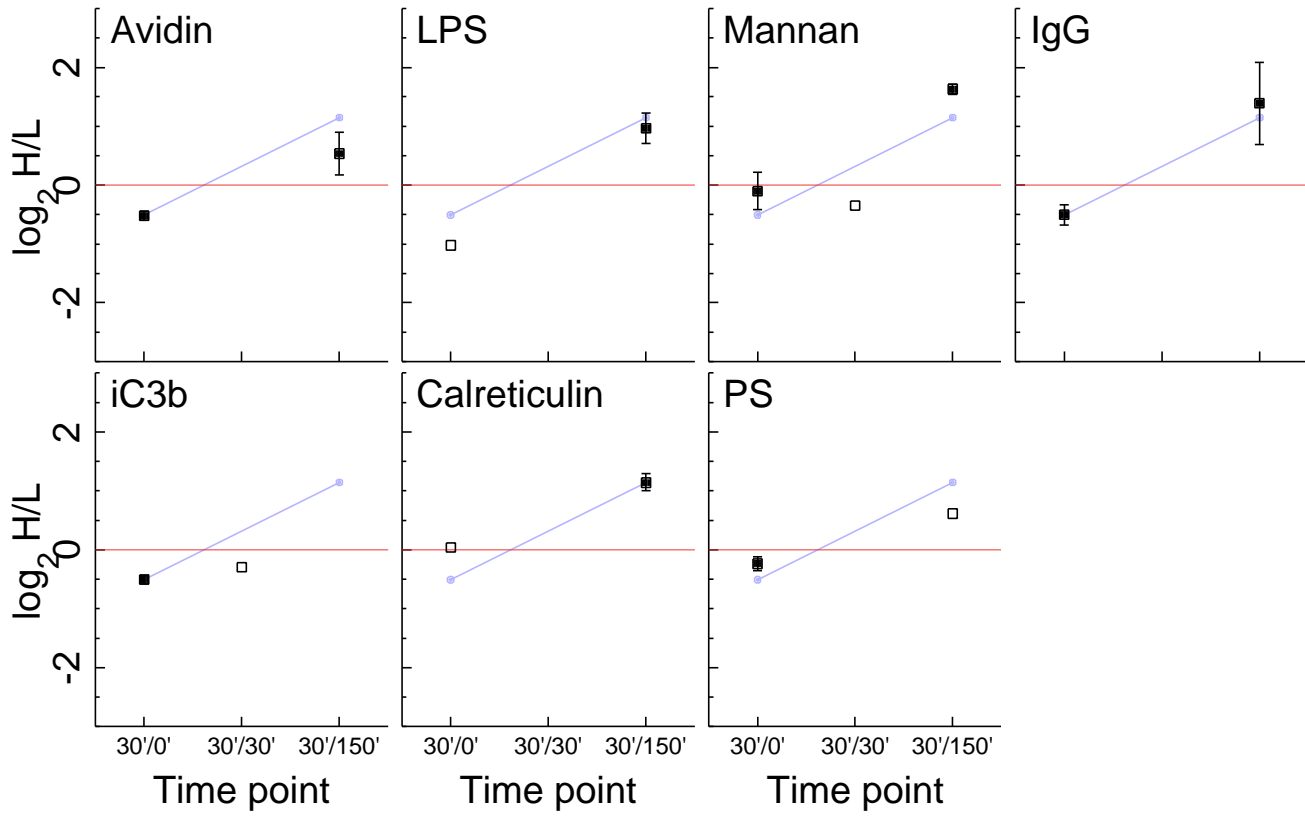 Avidin LPS Mannan IgG
log₂ H/L
2
0
-2
iC3b Calreticulin PS
log₂ H/L
2
0
-2
30'/0' 30'/30' 30'/150' 30'/0' 30'/30' 30'/150' 30'/0' 30'/30' 30'/150'
Time point Time point Time point